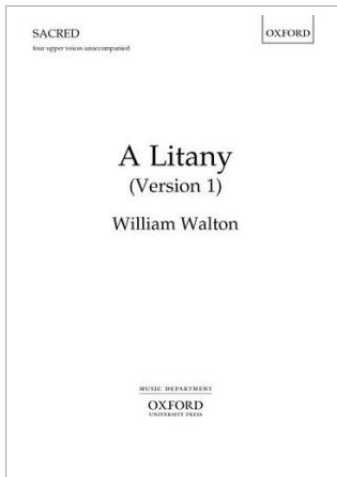 SACRED
four upper voices unaccompanied
OXFORD
A Litany
(Version 1)
William Walton
MUSIC DEPARTMENT
OXFORD
UNIVERSITY PRESS